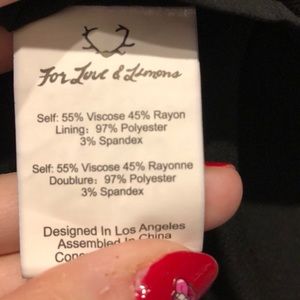 For Love & Lemons
Self: 55% Viscose 45% Rayon
Lining: 97% Polyester
3% Spandex
Self: 55% Viscose 45% Rayonne
Doublure: 97% Polyester
3% Spandex
Designed In Los Angeles
Assembled In China